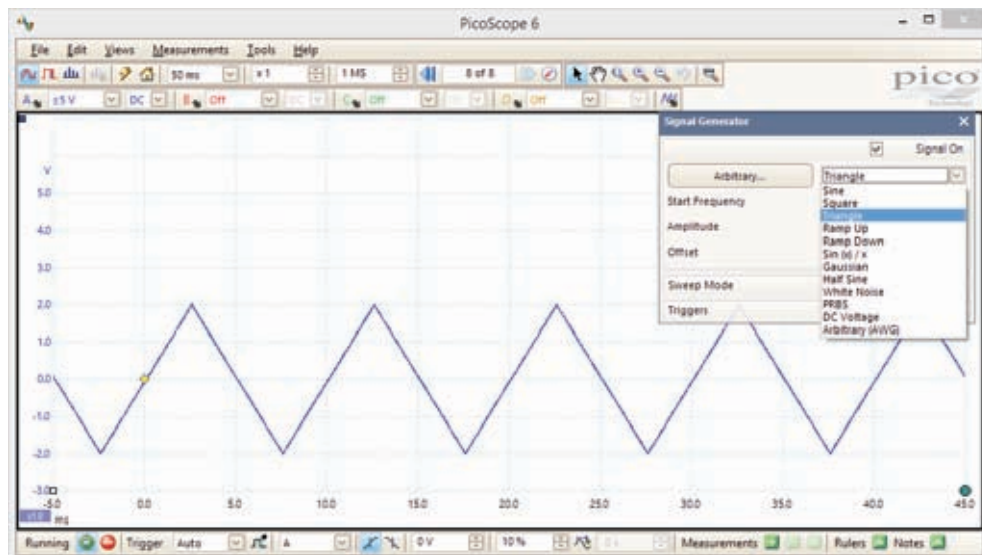 PicoScope 6
File Edit Views Measurements Tools Help
50 ms x 1 1 MS 8 of 8
pico
Technology
A ±5 V DC B Off DC C Off D Off
Signal Generator
Signal On
Arbitrary... Triangle
Sine
Start Frequency Square
Triangle
Amplitude Ramp Up
Ramp Down
Offset Sin (x) / x
Gaussian
Half Sine
Sweep Mode White Noise
PRBS
Triggers DC Voltage
Arbitrary (AWG)
V
5.0
4.0
3.0
2.0
1.0
0.0
-1.0
-2.0
-3.0
-5.0 0.0 5.0 10.0 15.0 20.0 25.0 30.0 35.0 40.0 45.0
x1.0 ms
Running Trigger Auto A 0 V 10 % Measurements Rulers Notes